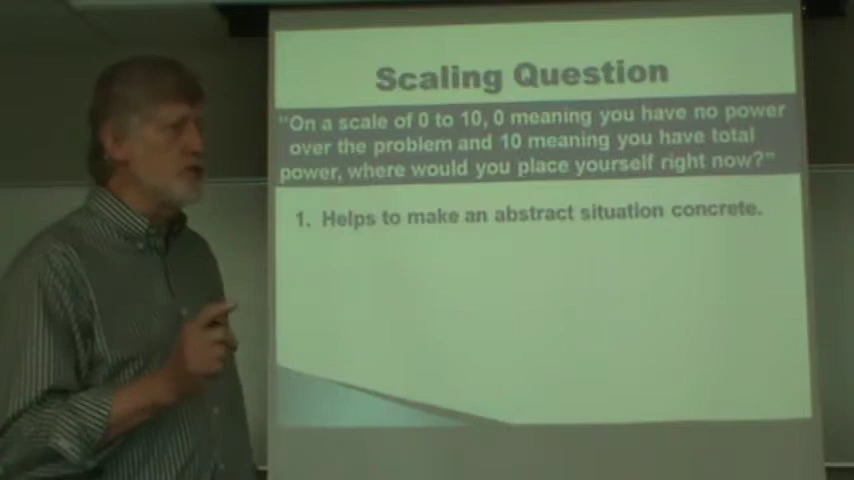 Scaling Question
"On a scale of 0 to 10, 0 meaning you have no power
over the problem and 10 meaning you have total
power, where would you place yourself right now?"
1. Helps to make an abstract situation concrete.